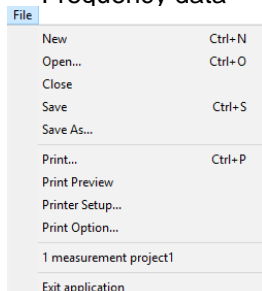 Frequency data
File
New Ctrl+N
Open... Ctrl+O
Close
Save Ctrl+S
Save As...
Print... Ctrl+P
Print Preview
Printer Setup...
Print Option...
1 measurement project1
Exit application